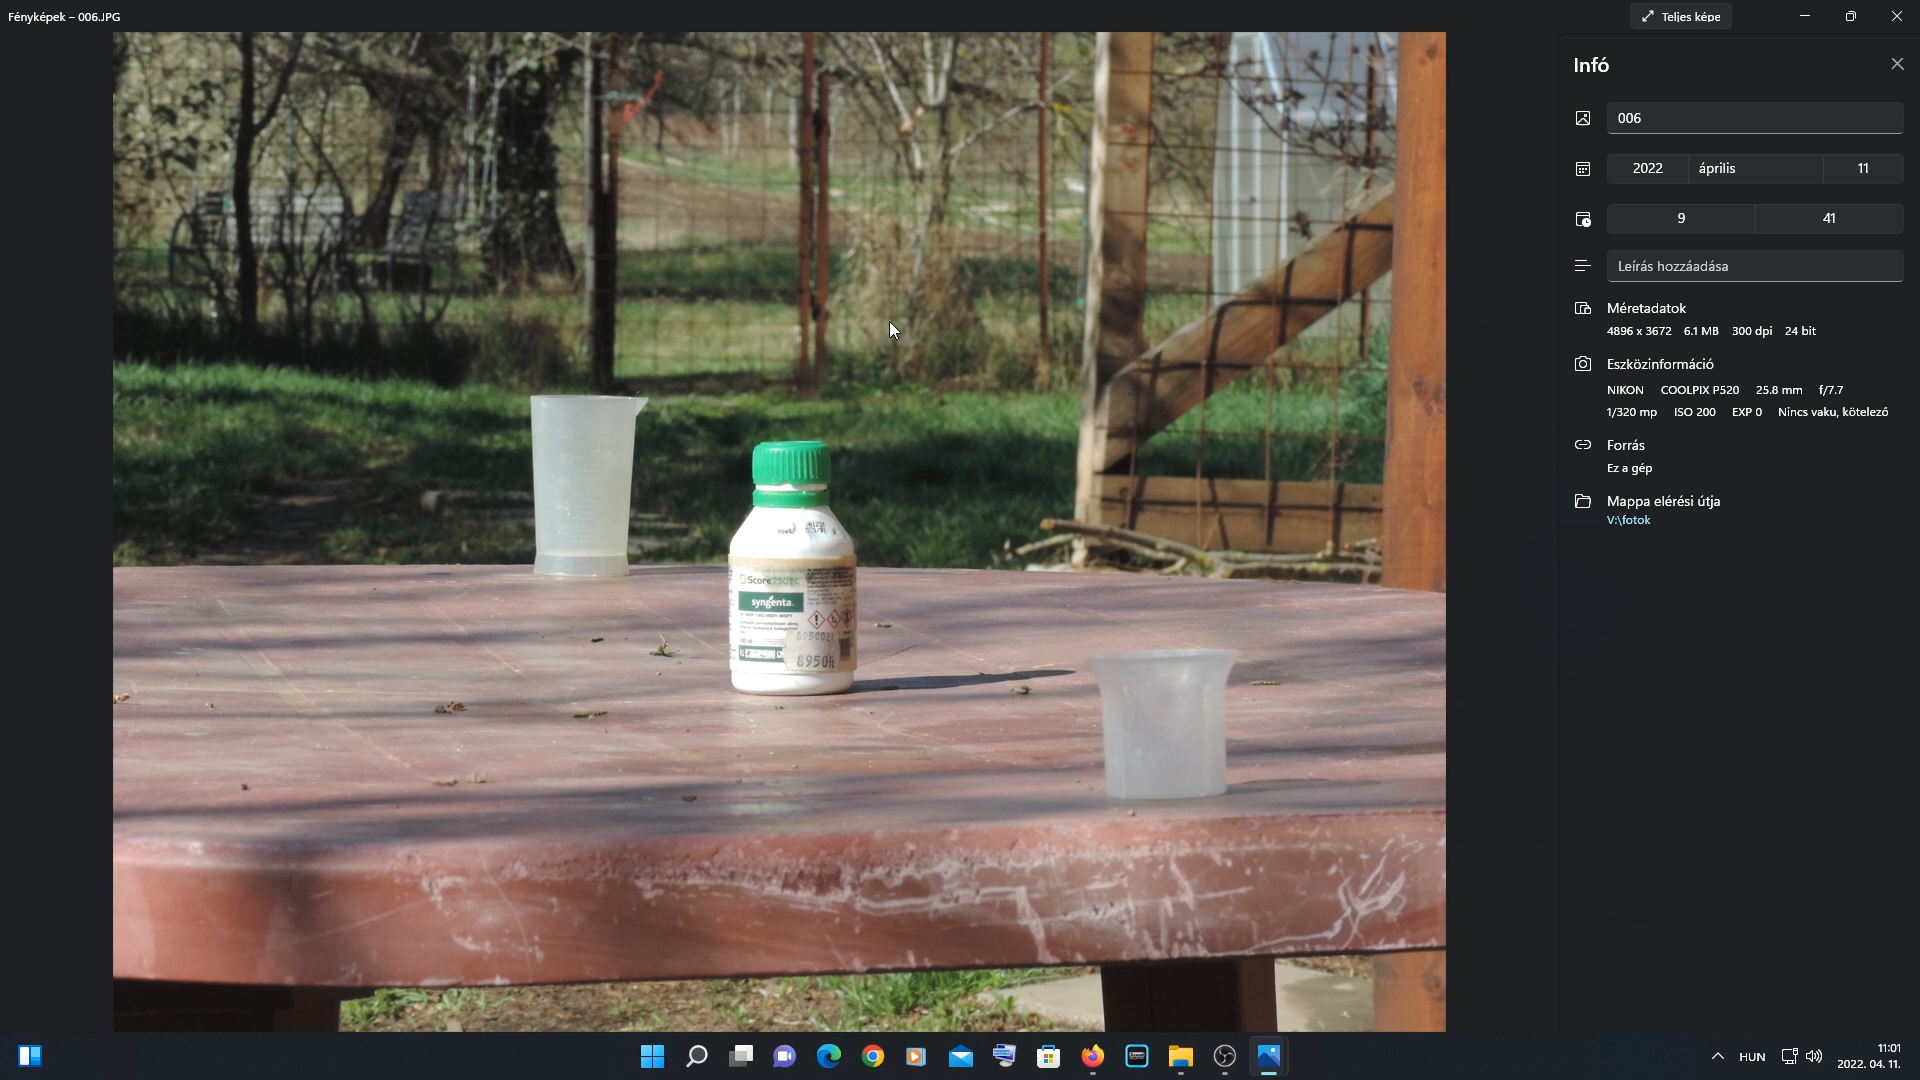 Fényképek – 006.JPG
Teljes képe
Infó
006
2022 április 11
9 41
Leírás hozzáadása
Méretadatok
4896 x 3672 6.1 MB 300 dpi 24 bit
Eszközinformáció
NIKON COOLPIX P520 25.8 mm f/7.7
1/320 mp ISO 200 EXP 0 Nincs vaku, kötelező
Forrás
Ez a gép
Mappa elérési útja
V:\fotok
Score 250 EC
syngenta.
8950Ft
HUN
11:01
2022. 04. 11.